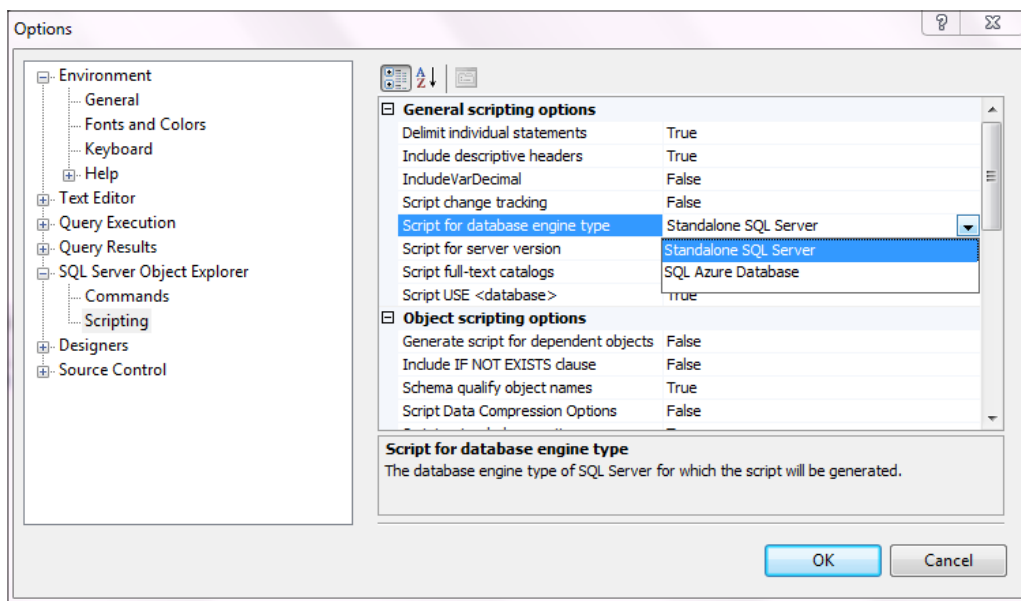 Options
Environment
General
Fonts and Colors
Keyboard
Help
Text Editor
Query Execution
Query Results
SQL Server Object Explorer
Commands
Scripting
Designers
Source Control
General scripting options
Delimit individual statements True
Include descriptive headers True
IncludeVarDecimal False
Script change tracking False
Script for database engine type Standalone SQL Server
Script for server version Standalone SQL Server
Script full-text catalogs SQL Azure Database
Script USE <database> True
Object scripting options
Generate script for dependent objects False
Include IF NOT EXISTS clause False
Schema qualify object names True
Script Data Compression Options False
Script for database engine type
The database engine type of SQL Server for which the script will be generated.
OK Cancel